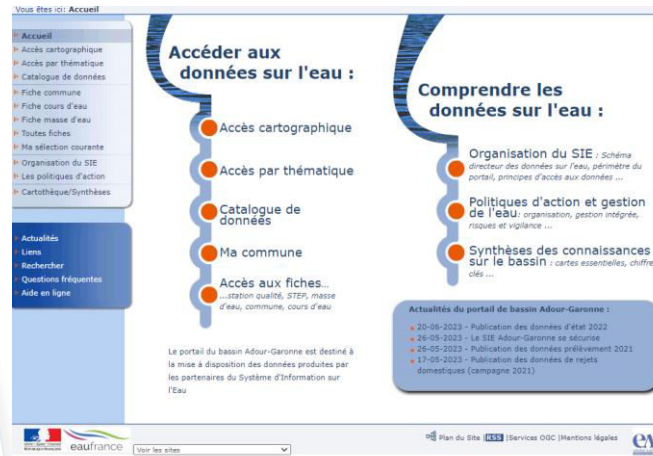 Vous êtes ici: Accueil
Accueil
Accès cartographique
Accès par thématique
Catalogue de données
Fiche commune
Fiche cours d'eau
Fiche masse d'eau
Toutes fiches
Ma sélection courante
Organisation du SIE
Les politiques d'action
Cartothèque/Synthèses
Actualités
Liens
Rechercher
Questions fréquentes
Aide en ligne
Accéder aux
données sur l'eau :
Accès cartographique
Accès par thématique
Catalogue de
données
Ma commune
Accès aux fiches...
...station qualité, STEP, masse
d'eau, commune, cours d'eau
Le portail du bassin Adour-Garonne est destiné à
la mise à disposition des données produites par
les partenaires du Système d'Information sur
l'Eau
Comprendre les
données sur l'eau :
Organisation du SIE : Schéma
directeur des données sur l'eau, périmètre du
portail, principes d'accès aux données ...
Politiques d'action et gestion
de l'eau: organisation, gestion intégrée,
risques et vigilance ...
Synthèses des connaissances
sur le bassin : cartes essentielles, chiffre
clés ...
Actualités du portail de bassin Adour-Garonne :
20-06-2023 - Publication des données d'état 2022
26-05-2023 - Le SIE Adour-Garonne se sécurise
26-05-2023 - Publication des données prélèvement 2021
17-05-2023 - Publication des données de rejets
domestiques (campagne 2021)
eaufrance
Voir les sites
Plan du Site RSS |Services OGC |Mentions légales